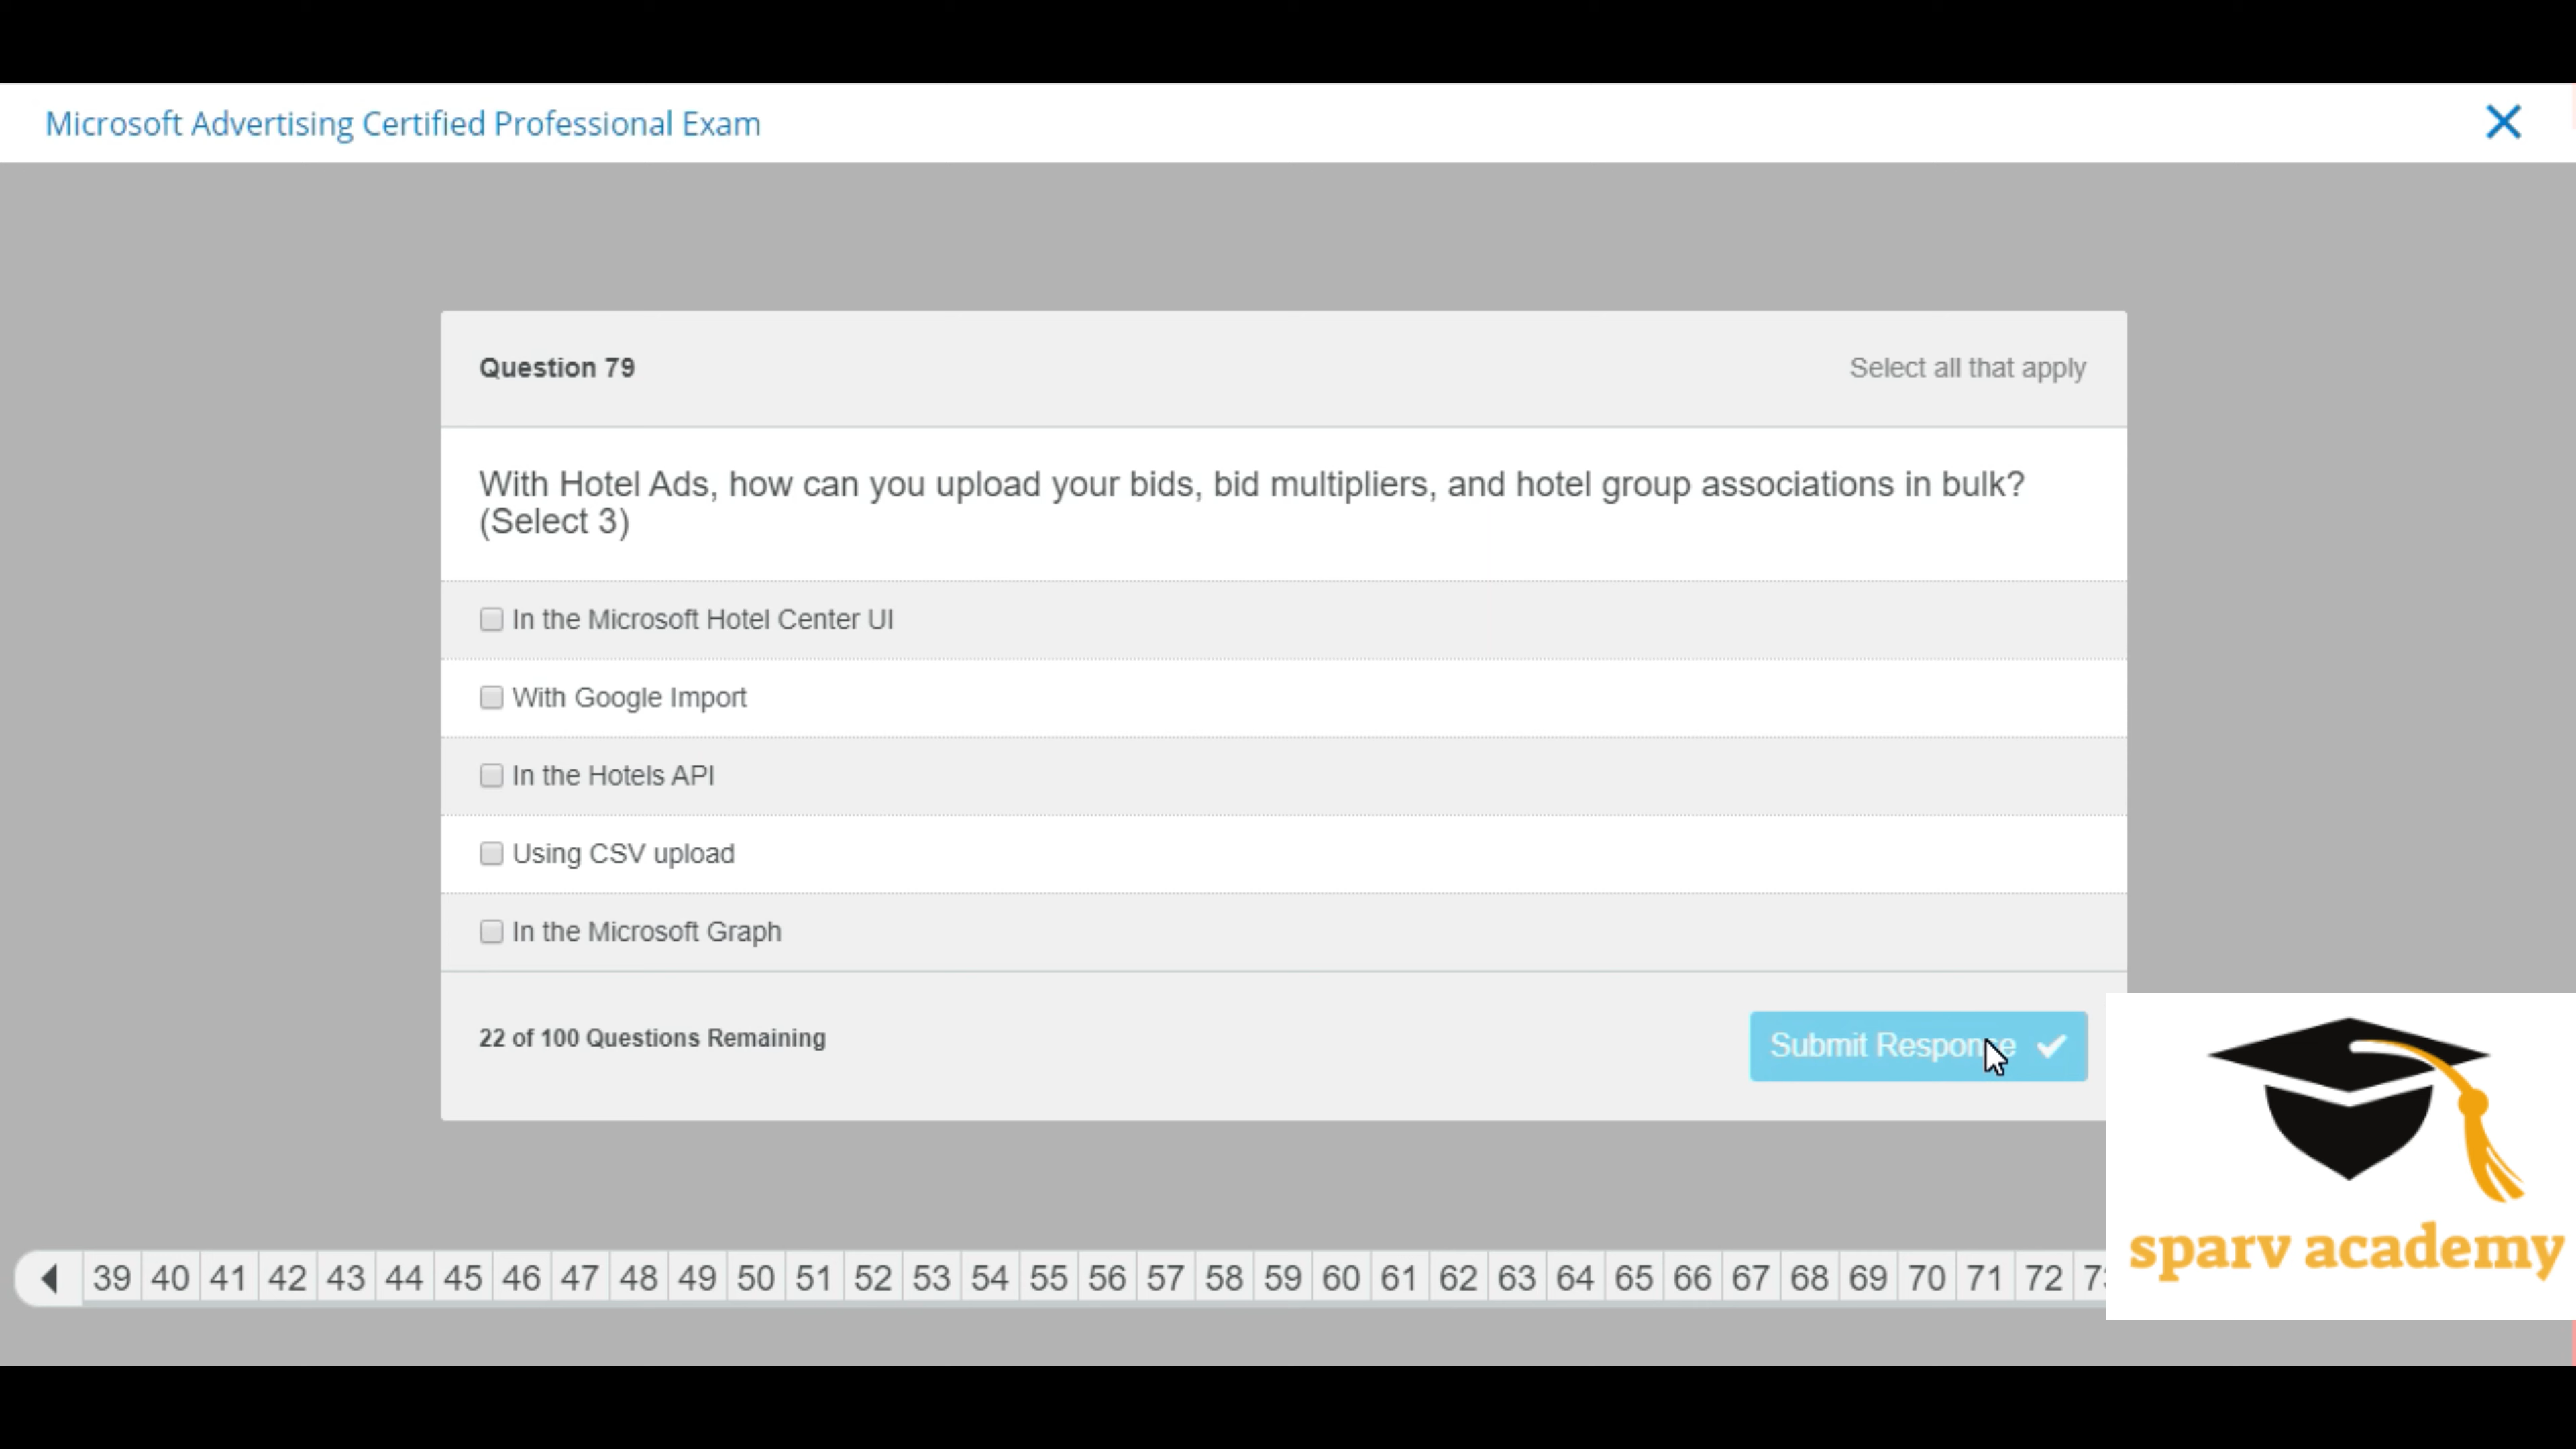 Microsoft Advertising Certified Professional Exam
Question 79
Select all that apply
With Hotel Ads, how can you upload your bids, bid multipliers, and hotel group associations in bulk?
(Select 3)
In the Microsoft Hotel Center UI
With Google Import
In the Hotels API
Using CSV upload
In the Microsoft Graph
22 of 100 Questions Remaining
Submit Response
39 40 41 42 43 44 45 46 47 48 49 50 51 52 53 54 55 56 57 58 59 60 61 62 63 64 65 66 67 68 69 70 71 72
sparv academy